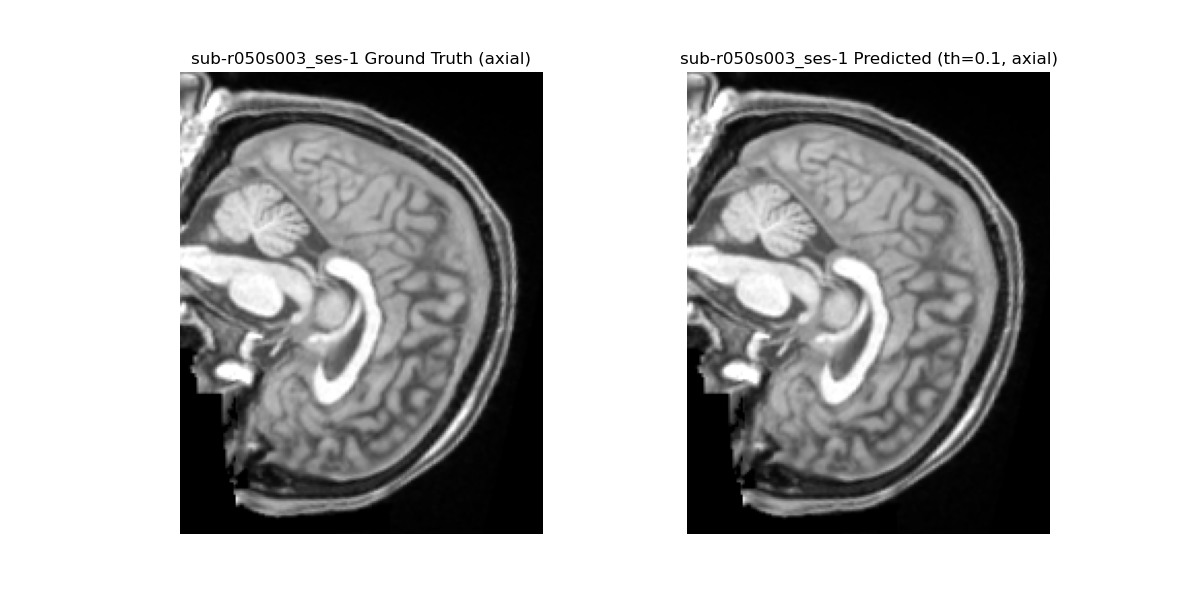 sub-r050s003_ses-1 Ground Truth (axial)
sub-r050s003_ses-1 Predicted (th=0.1, axial)